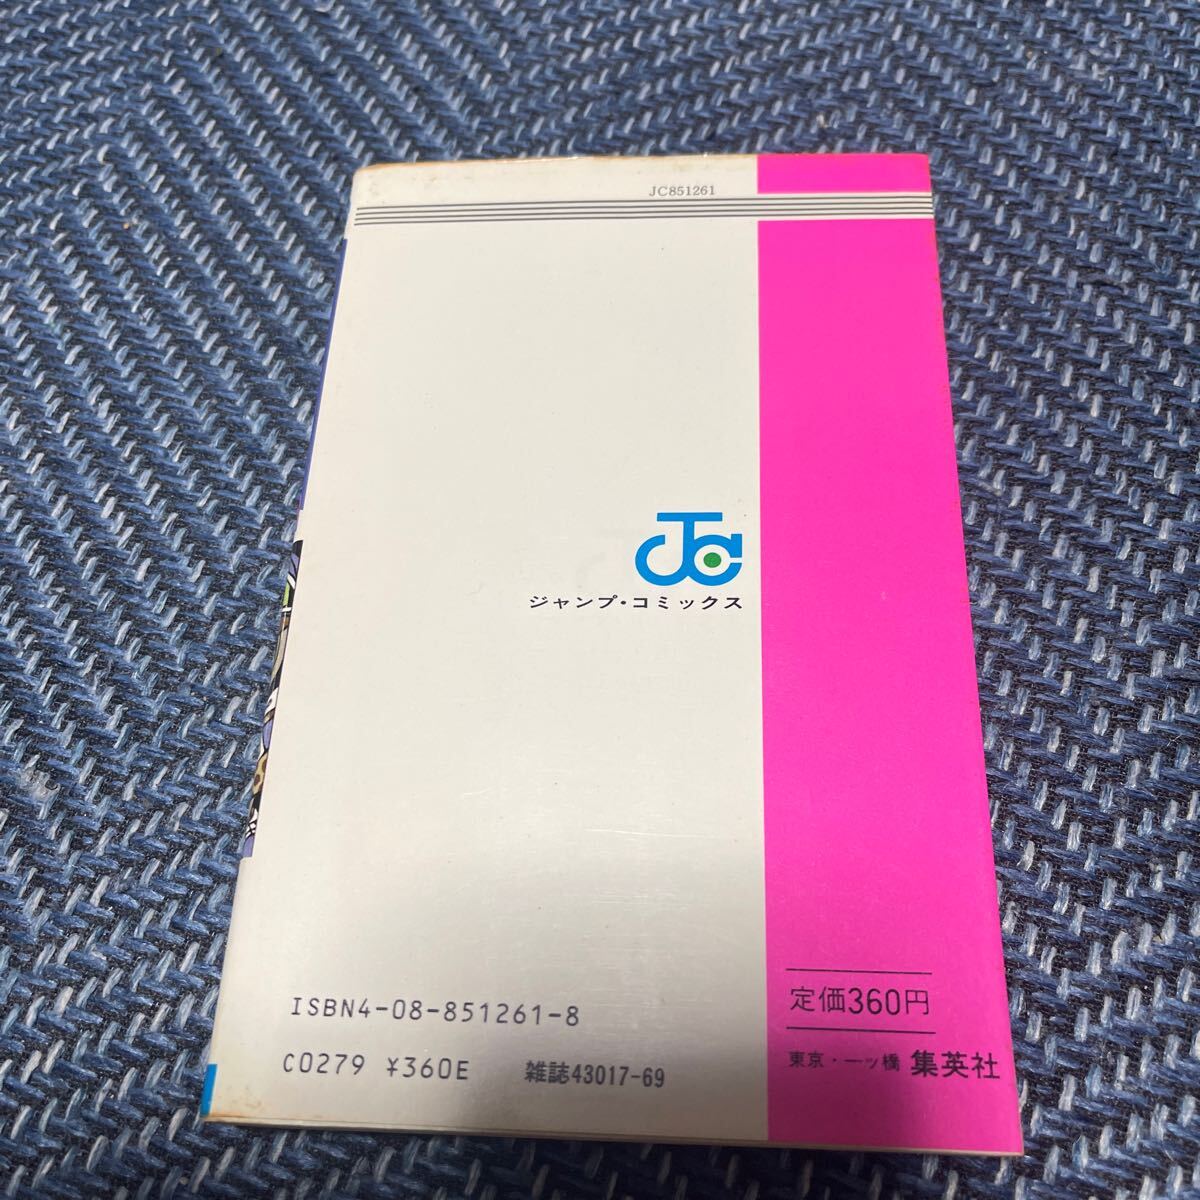 JC851261
JC
ジャンプ・コミックス
ISBN4-08-851261-8
C0279 ¥360E 雑誌43017-69
定価360円
東京・一ツ橋 集英社